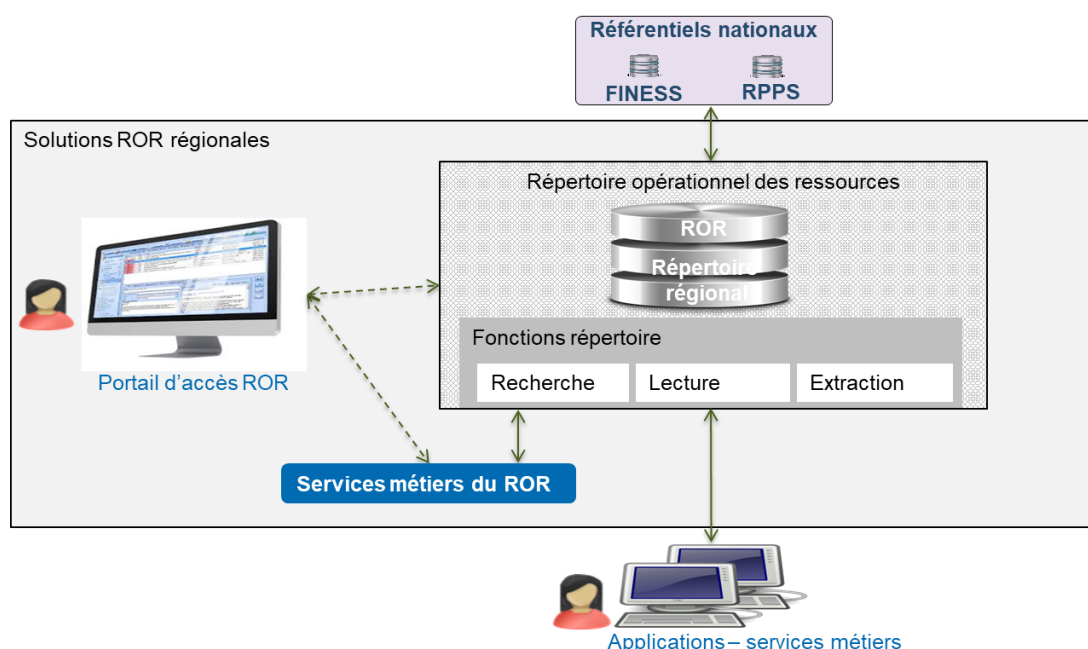 Référentiels nationaux
FINESS
RPPS
Solutions ROR régionales
Répertoire opérationnel des ressources
ROR
Répertoire
régional
Fonctions répertoire
Recherche
Lecture
Extraction
Portail d'accès ROR
Services métiers du ROR
Applications – services métiers